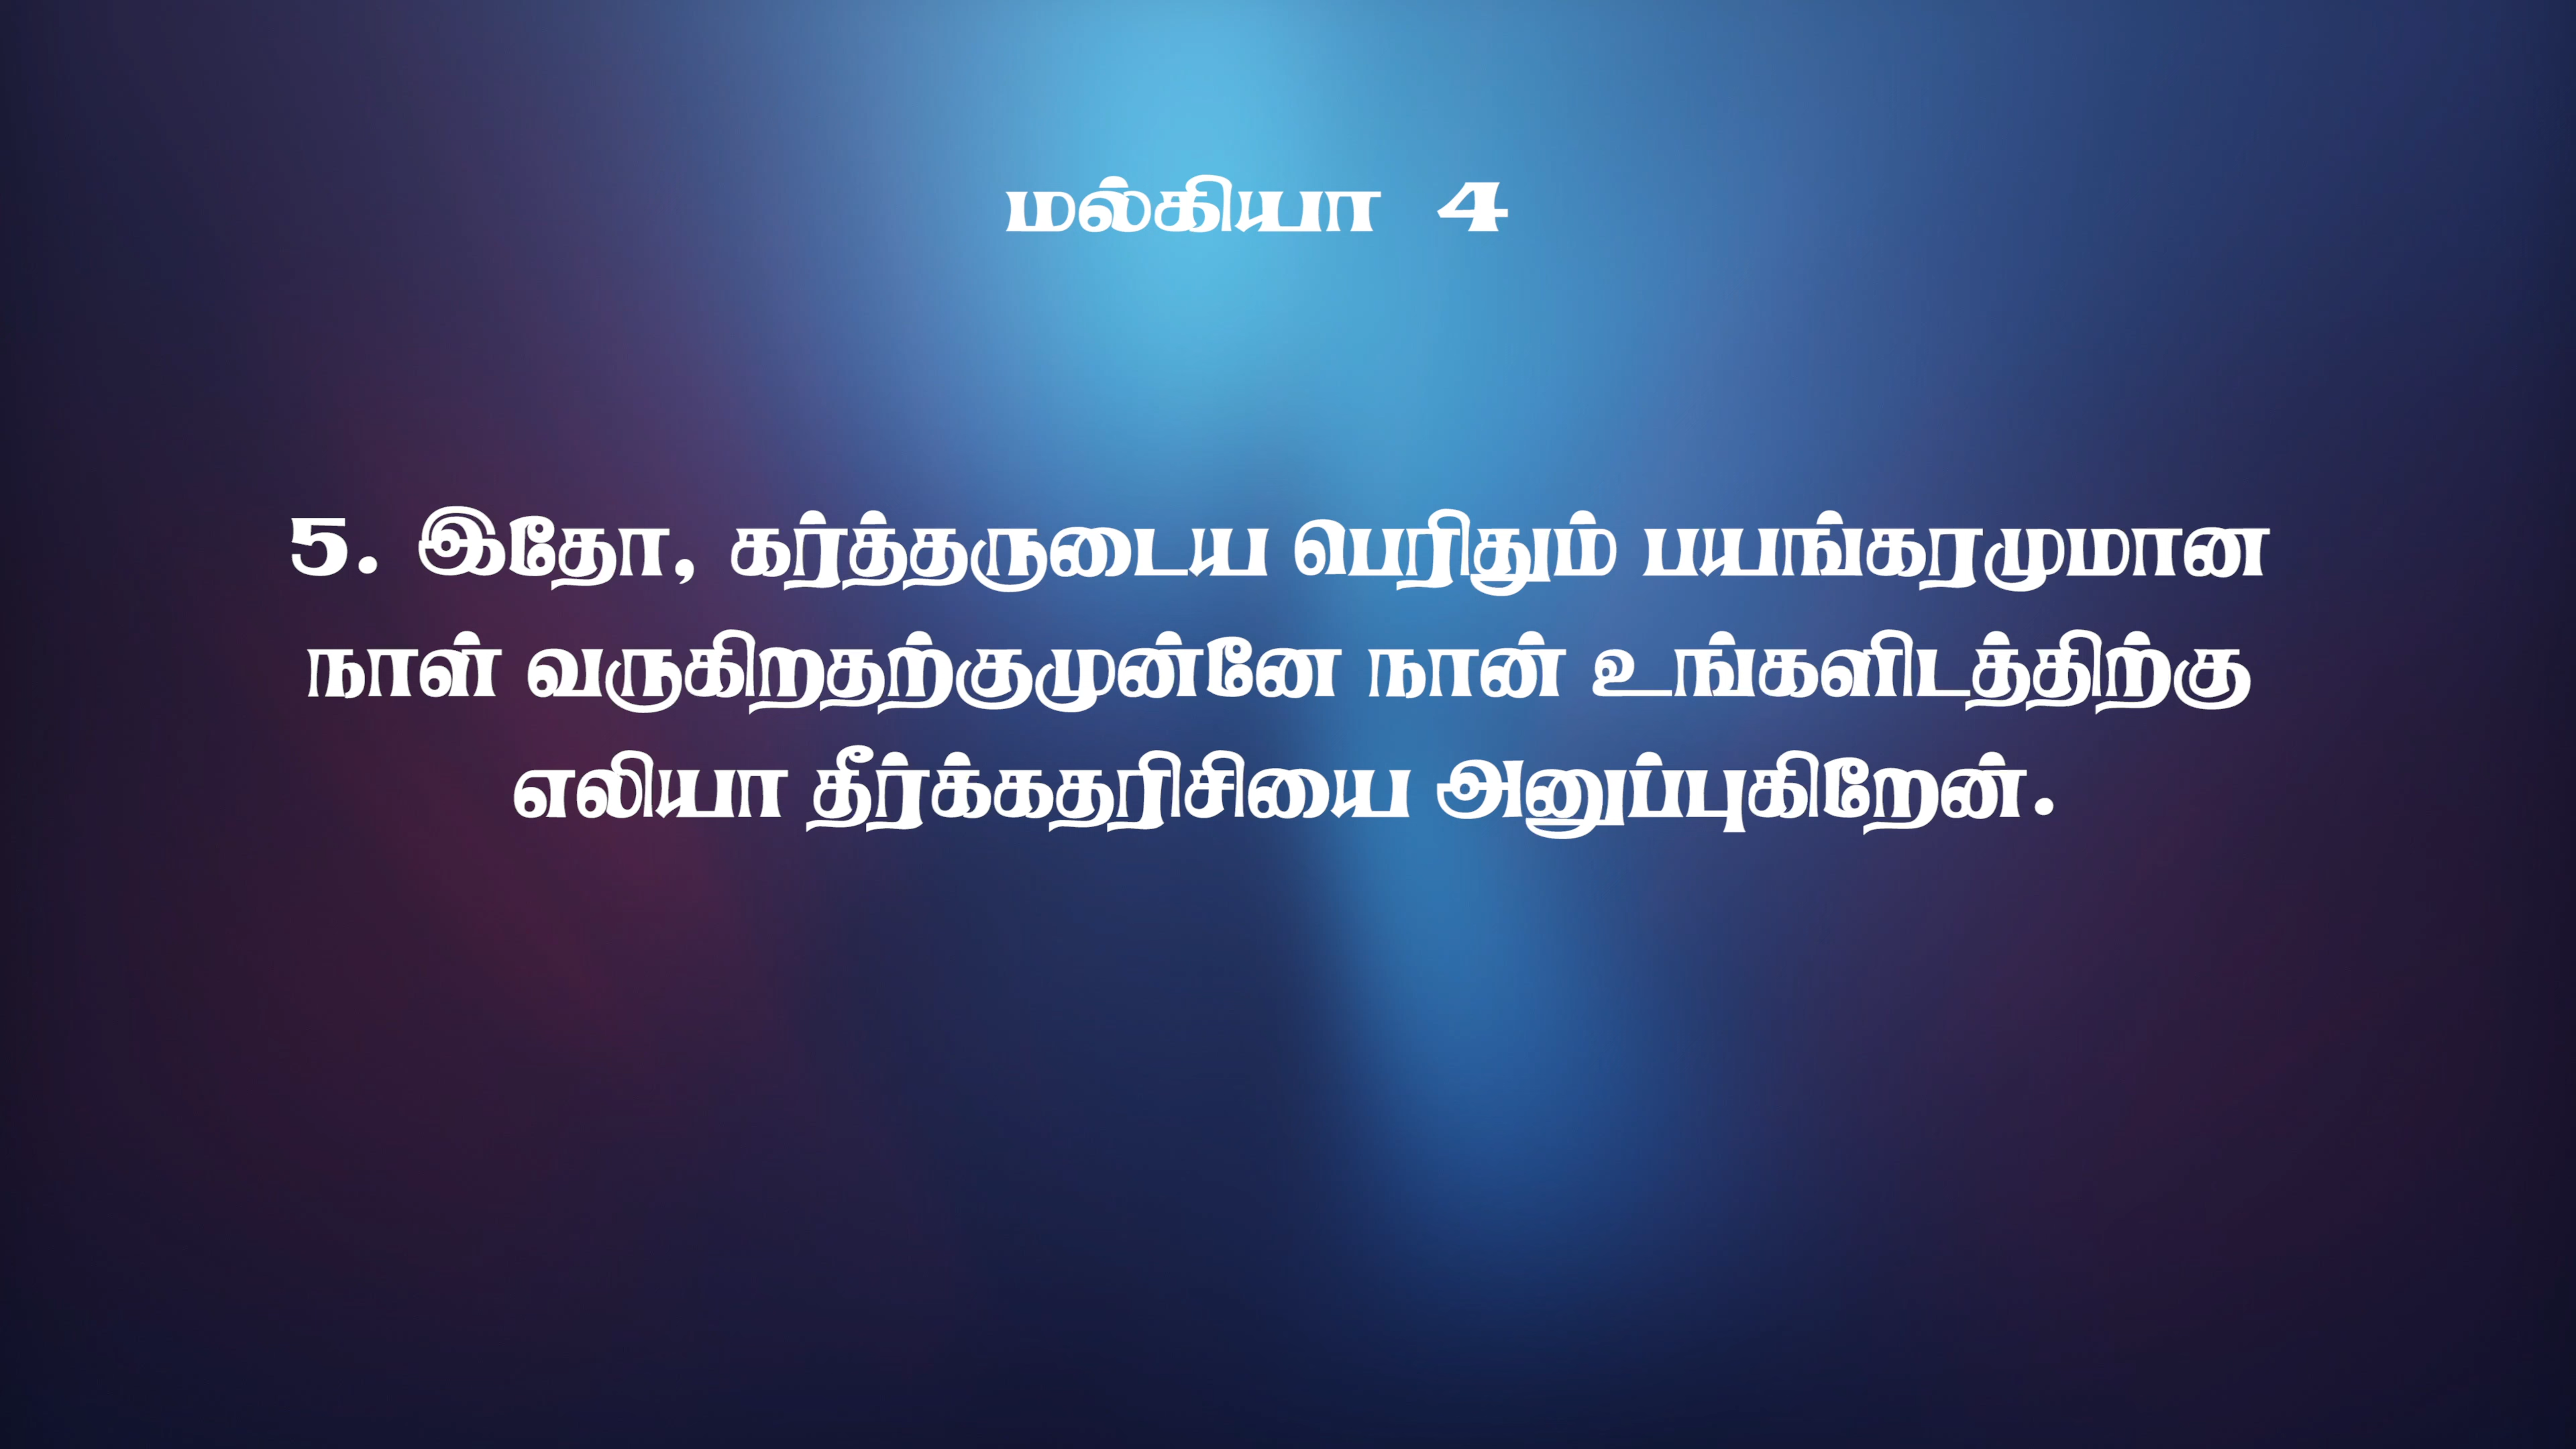 மல்கியா 4
5. இதோ, கர்த்தருடைய பெரிதும் பயங்கரமுமான
நாள் வருகிறதற்குமுன்னே நான் உங்களிடத்திற்கு
எலியா தீர்க்கதரிசியை அனுப்புகிறேன்.